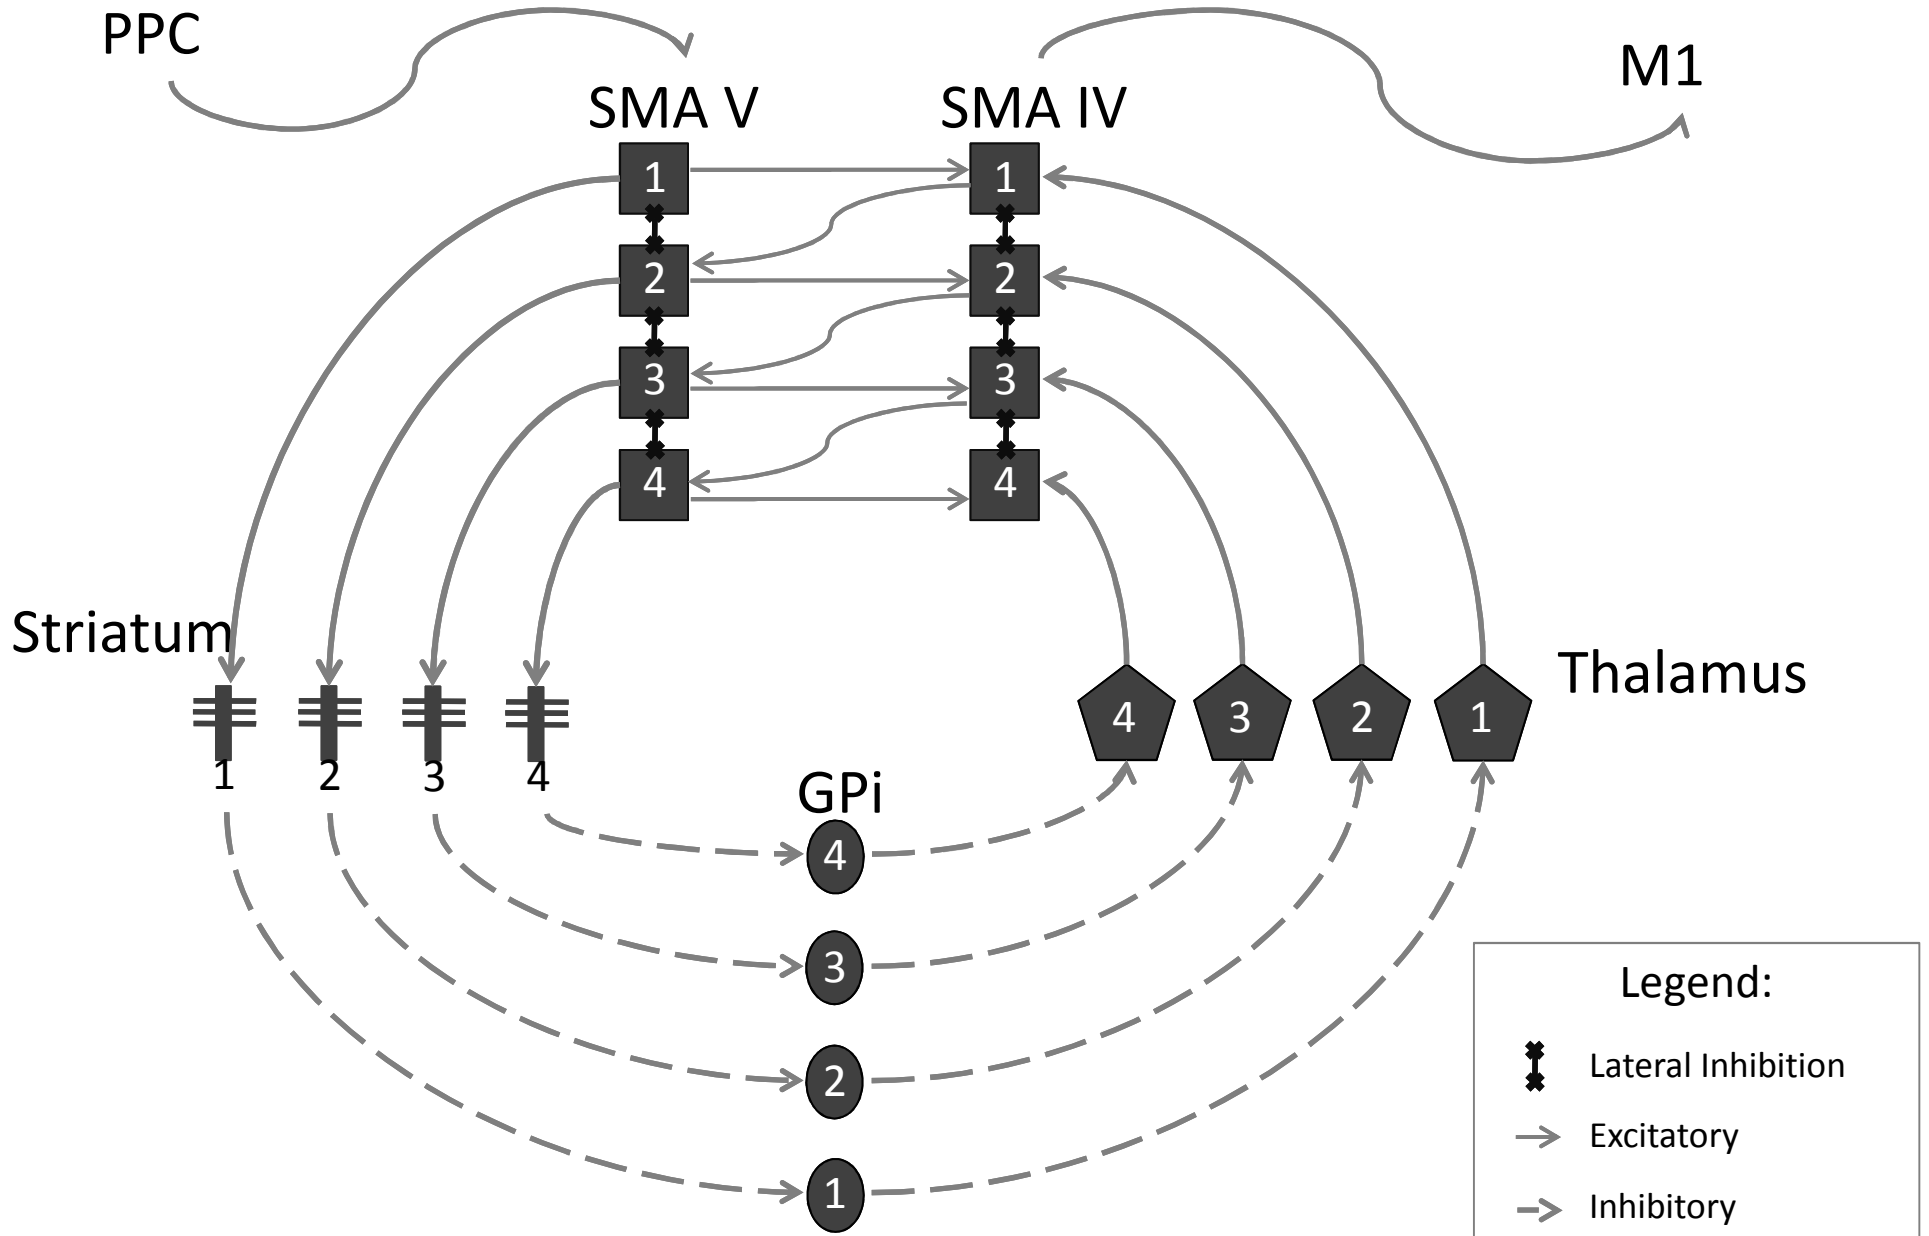 PPC
M1
SMA V
SMA IV
1
1
2
2
3
3
4
4
Striatum
Thalamus
1
2
3
4
4
3
2
1
GPi
4
3
2
1
Legend:
Lateral Inhibition
Excitatory
Inhibitory